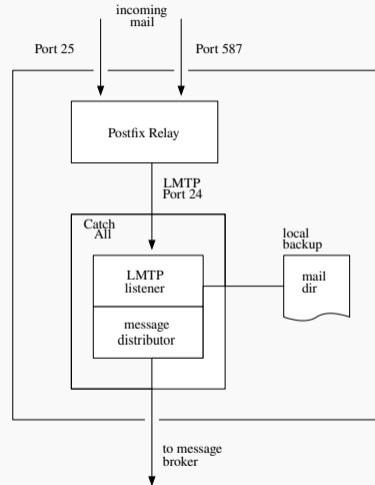 incoming
mail
Port 25
Port 587
Postfix Relay
LMTP
Port 24
Catch
All
local
backup
LMTP
listener
mail
dir
message
distributor
to message
broker